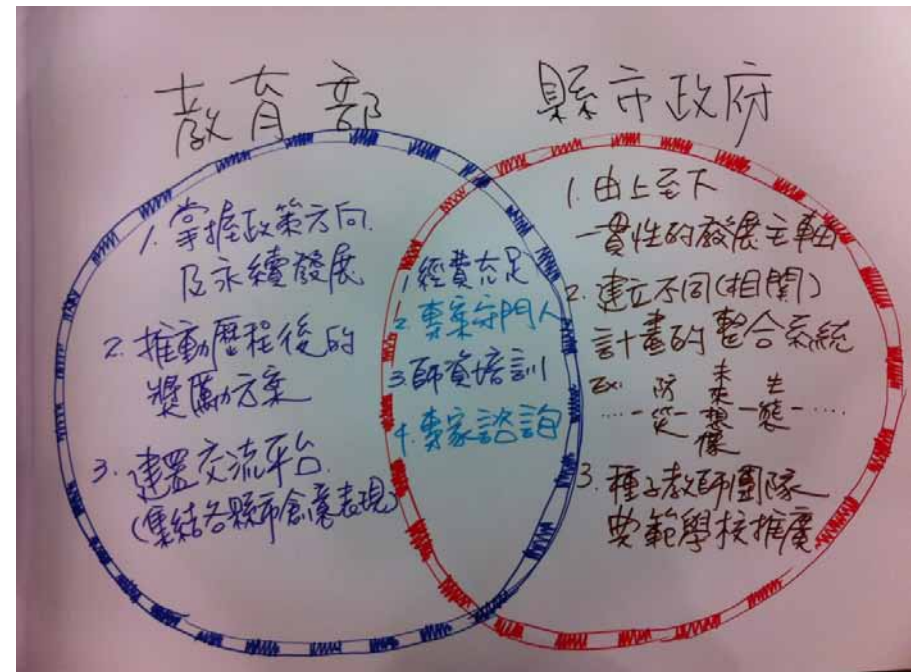 教育部
1. 掌握政策方向
及永續發展
2. 推動歷程後的
獎勵方案
3. 建置交流平台
(集結各縣市創意表現)
1. 經費充足
2. 專案守門人
3. 師資培訓
4. 專家諮詢
縣市政府
1. 由上至下
一貫性的發展主軸
2. 建立不同(相關)
計畫的整合系統
Ex: 防災 未來想像 生態
3. 種子教師團隊
典範學校推廣